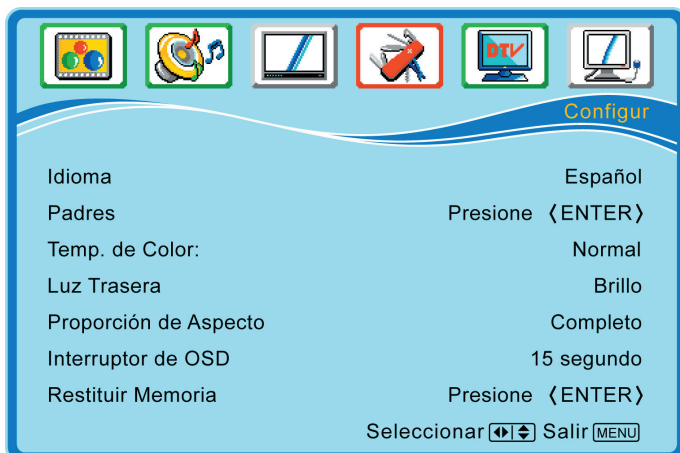 DTV
Configur
Idioma Español
Padres Presione 〈ENTER〉
Temp. de Color: Normal
Luz Trasera Brillo
Proporción de Aspecto Completo
Interruptor de OSD 15 segundo
Restituir Memoria Presione 〈ENTER〉
Seleccionar Salir MENU